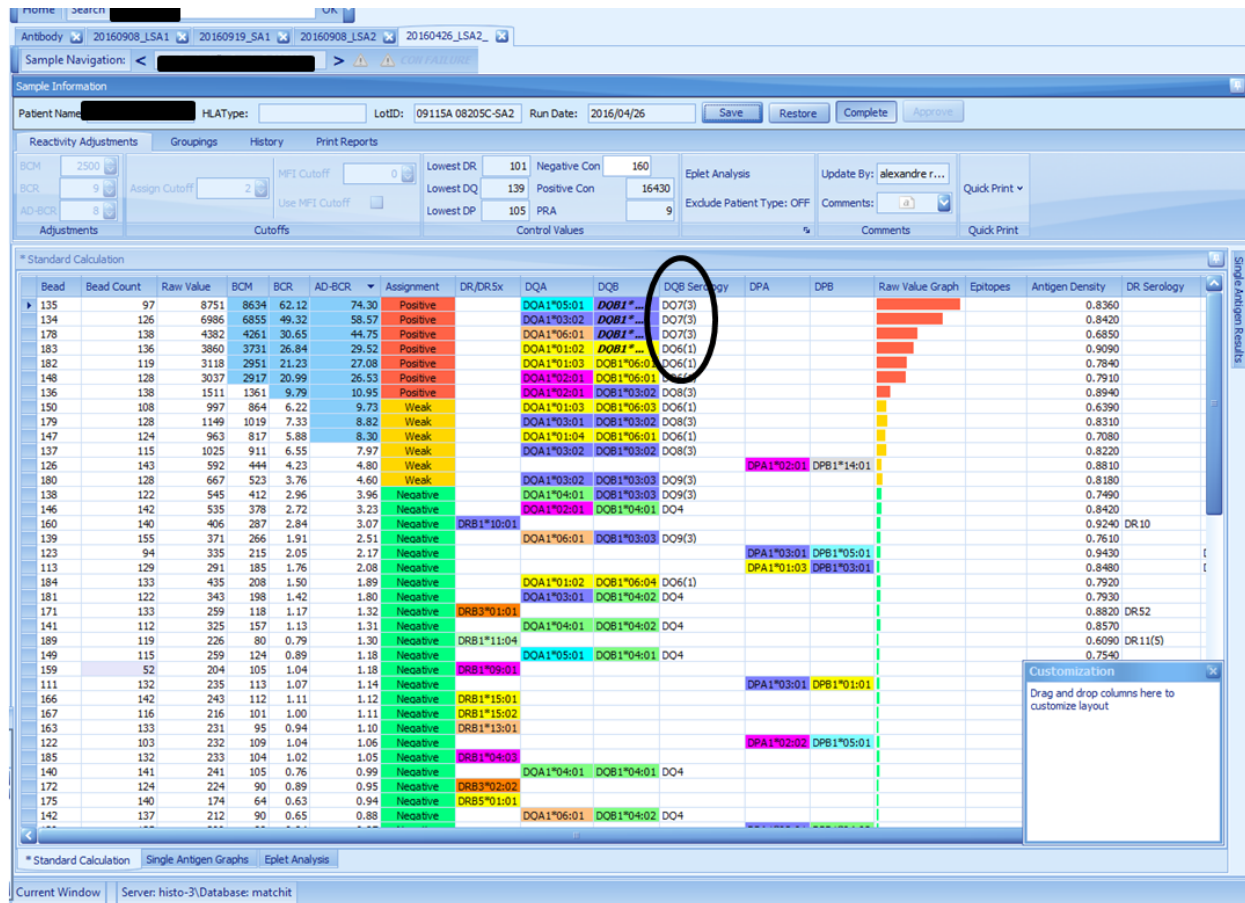 Home Search OK
Antibody 20160908_LSA1 20160919_SA1 20160908_LSA2 20160426_LSA2_
Sample Navigation: < > CON FAILURE
Sample Information
Patient Name HLAType: LotID: 09115A 08205C-SA2 Run Date: 2016/04/26 Save Restore Complete Approve
Reactivity Adjustments Groupings History Print Reports
BCM 2500 MFI Cutoff 0 Lowest DR 101 Negative Con 160
BCR 9 Assign Cutoff 2 Lowest DQ 139 Positive Con 16430 Eplet Analysis Update By: alexandre r... Quick Print
AD-BCR 8 Use MFI Cutoff Lowest DP 105 PRA 9 Exclude Patient Type: OFF Comments: a
Adjustments Cutoffs Control Values Comments Quick Print
* Standard Calculation
Bead Bead Count Raw Value BCM BCR AD-BCR Assignment DR/DR5x DQA DQB DQB Serology DPA DPB Raw Value Graph Epitopes Antigen Density DR Serology
135 97 8751 8634 62.12 74.30 Positive DQA1*05:01 DQB1*... DQ7(3) 0.8360
134 126 6986 6855 49.32 58.57 Positive DQA1*03:02 DQB1*... DQ7(3) 0.8420
178 138 4382 4261 30.65 44.75 Positive DQA1*06:01 DQB1*... DQ7(3) 0.6850
183 136 3860 3731 26.84 29.52 Positive DQA1*01:02 DQB1*... DQ6(1) 0.9090
182 119 3118 2951 21.23 27.08 Positive DQA1*01:03 DQB1*06:01 DQ6(1) 0.7840
148 128 3037 2917 20.99 26.53 Positive DQA1*02:01 DQB1*06:01 0.7910
136 138 1511 1361 9.79 10.95 Positive DQA1*02:01 DQB1*03:02 DQ8(3) 0.8940
150 108 997 864 6.22 9.73 Weak DQA1*01:03 DQB1*06:03 DQ6(1) 0.6390
179 128 1149 1019 7.33 8.82 Weak DQA1*03:01 DQB1*03:02 DQ8(3) 0.8310
147 124 963 817 5.88 8.30 Weak DQA1*01:04 DQB1*06:01 DQ6(1) 0.7080
137 115 1025 911 6.55 7.97 Weak DQA1*03:02 DQB1*03:02 DQ8(3) 0.8220
126 143 592 444 4.23 4.80 Weak DPA1*02:01 DPB1*14:01 0.8810
180 128 667 523 3.76 4.60 Weak DQA1*03:02 DQB1*03:03 DQ9(3) 0.8180
138 122 545 412 2.96 3.96 Negative DQA1*04:01 DQB1*03:03 DQ9(3) 0.7490
146 142 535 378 2.72 3.23 Negative DQA1*02:01 DQB1*04:01 DQ4 0.8420
160 140 406 287 2.84 3.07 Negative DRB1*10:01 0.9240 DR10
139 155 371 266 1.91 2.51 Negative DQA1*06:01 DQB1*03:03 DQ9(3) 0.7610
123 94 335 215 2.05 2.17 Negative DPA1*03:01 DPB1*05:01 0.9430
113 129 291 185 1.76 2.08 Negative DPA1*01:03 DPB1*03:01 0.8480
184 133 435 208 1.50 1.89 Negative DQA1*01:02 DQB1*06:04 DQ6(1) 0.7920
181 122 343 198 1.42 1.80 Negative DQA1*03:01 DQB1*04:02 DQ4 0.7930
171 133 259 118 1.17 1.32 Negative DRB3*01:01 0.8820 DR52
141 112 325 157 1.13 1.31 Negative DQA1*04:01 DQB1*04:02 DQ4 0.8570
189 119 226 80 0.79 1.30 Negative DRB1*11:04 0.6090 DR11(5)
149 115 259 124 0.89 1.18 Negative DQA1*05:01 DQB1*04:01 DQ4 0.7540
159 52 204 105 1.04 1.18 Negative DRB1*09:01
111 132 235 113 1.07 1.14 Negative DPA1*03:01 DPB1*01:01
166 142 243 112 1.11 1.12 Negative DRB1*15:01
167 116 216 101 1.00 1.11 Negative DRB1*15:02
163 133 231 95 0.94 1.10 Negative DRB1*13:01
122 103 232 109 1.04 1.06 Negative DPA1*02:02 DPB1*05:01
185 132 233 104 1.02 1.05 Negative DRB1*04:03
140 141 241 105 0.76 0.99 Negative DQA1*04:01 DQB1*04:01 DQ4
172 124 224 90 0.89 0.95 Negative DRB3*02:02
175 140 174 64 0.63 0.94 Negative DRB5*01:01
142 137 212 90 0.65 0.88 Negative DQA1*06:01 DQB1*04:02 DQ4
Customization
Drag and drop columns here to
customize layout
Single Antigen Results
* Standard Calculation Single Antigen Graphs Eplet Analysis
Current Window Server: histo-3\Database: matchit